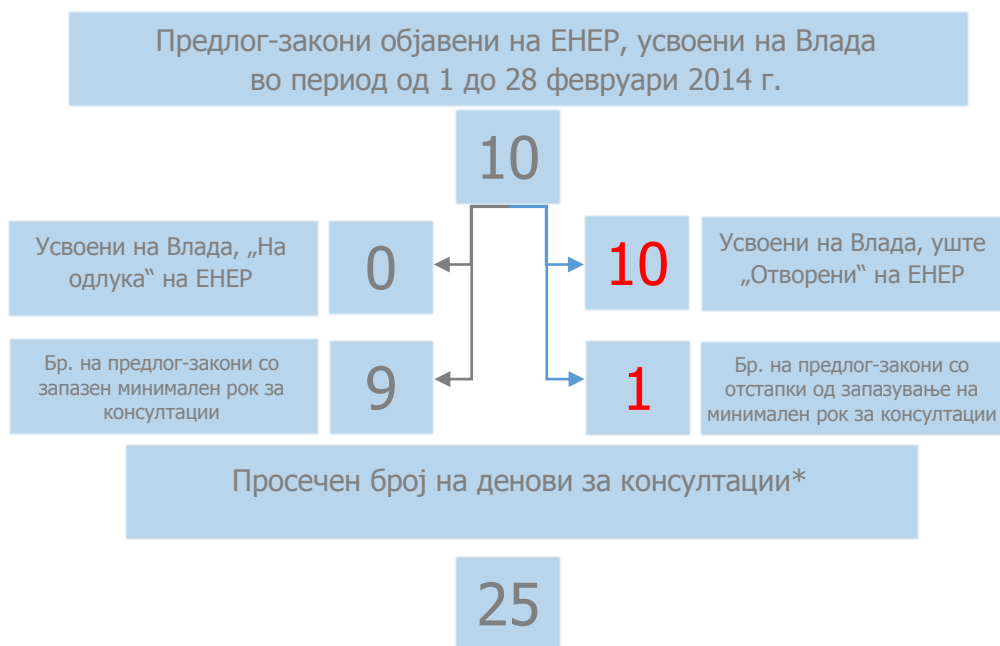 Предлог-закони објавени на ЕНЕР, усвоени на Влада
во период од 1 до 28 февруари 2014 г.
10
Усвоени на Влада, „На
одлука“ на ЕНЕР
0
10
Усвоени на Влада, уште
„Отворени“ на ЕНЕР
Бр. на предлог-закони со
запазен минимален рок за
консултации
9
1
Бр. на предлог-закони со
отстапки од запазување на
минимален рок за консултации
Просечен број на денови за консултации*
25